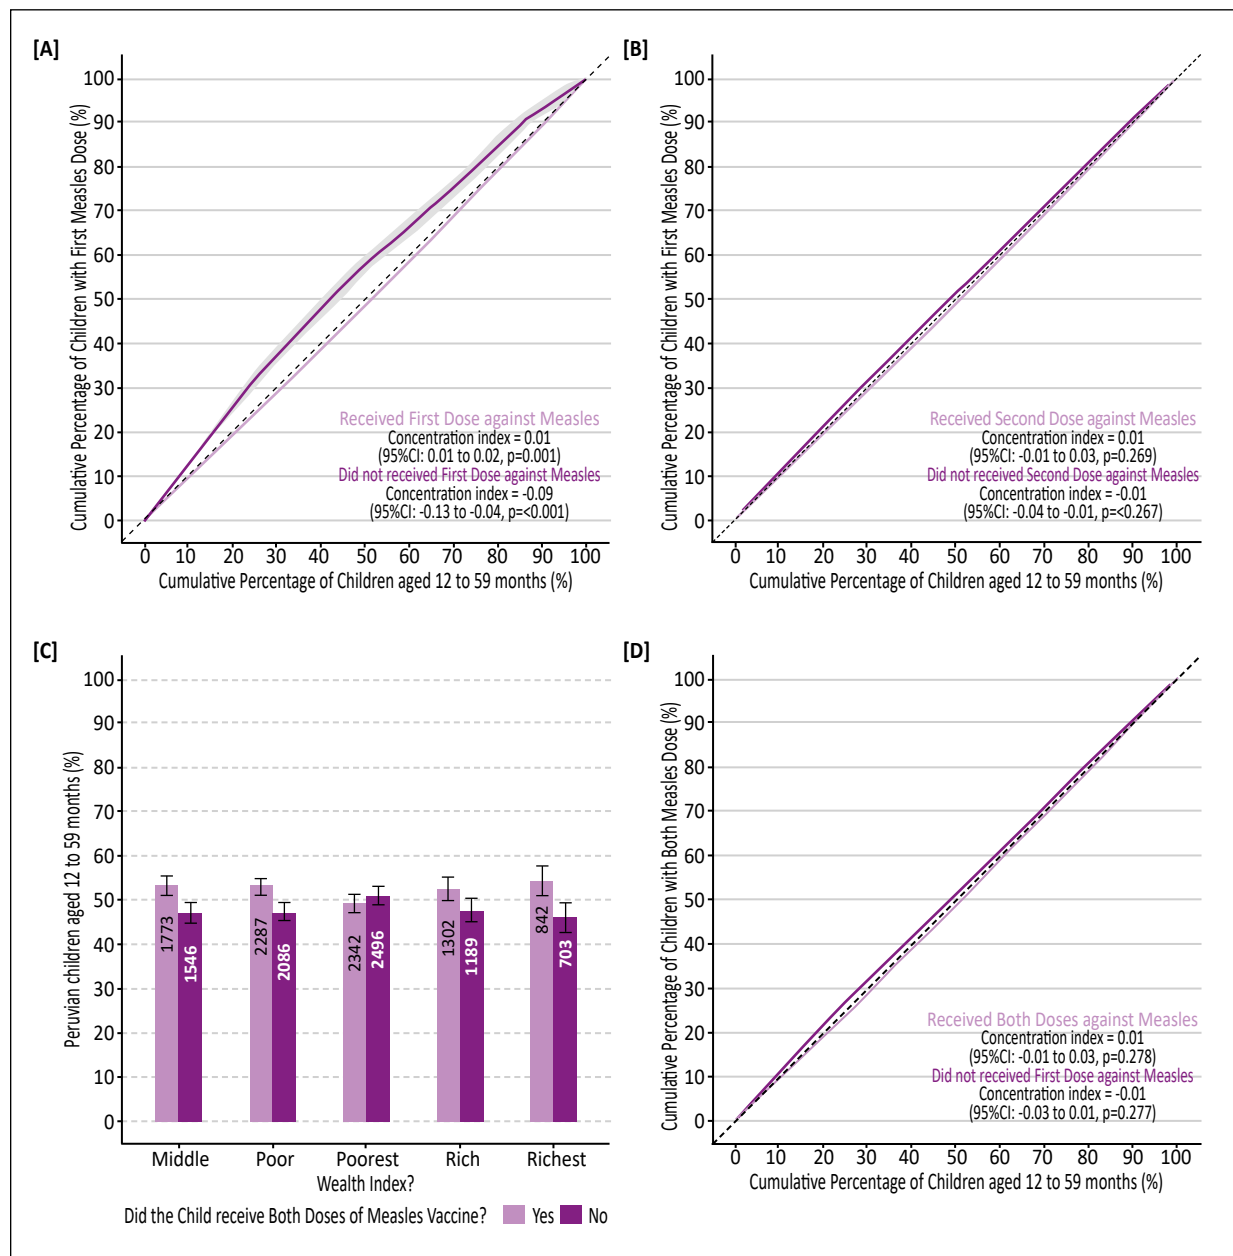 [A]
Cumulative Percentage of Children with First Measles Dose (%)
100
90
80
70
60
50
40
30
20
10
0
Received First Dose against Measles
Concentration index = 0.01
(95%CI: 0.01 to 0.02, p=0.001)
Did not received First Dose against Measles
Concentration index = -0.09
(95%CI: -0.13 to -0.04, p=<0.001)
0 10 20 30 40 50 60 70 80 90 100
Cumulative Percentage of Children aged 12 to 59 months (%)
[B]
Cumulative Percentage of Children with First Measles Dose (%)
100
90
80
70
60
50
40
30
20
10
0
Received Second Dose against Measles
Concentration index = 0.01
(95%CI: -0.01 to 0.03, p=0.269)
Did not received Second Dose against Measles
Concentration index = -0.01
(95%CI: -0.04 to -0.01, p=<0.267)
0 10 20 30 40 50 60 70 80 90 100
Cumulative Percentage of Children aged 12 to 59 months (%)
[C]
Peruvian children aged 12 to 59 months (%)
100
90
80
70
60
50
40
30
20
10
0
1773
1546
2287
2086
2342
2496
1302
1189
842
703
Middle Poor Poorest Rich Richest
Wealth Index?
Did the Child receive Both Doses of Measles Vaccine? Yes No
[D]
Cumulative Percentage of Children with Both Measles Dose (%)
100
90
80
70
60
50
40
30
20
10
0
Received Both Doses against Measles
Concentration index = 0.01
(95%CI: -0.01 to 0.03, p=0.278)
Did not received First Dose against Measles
Concentration index = -0.01
(95%CI: -0.03 to 0.01, p=0.277)
0 10 20 30 40 50 60 70 80 90 100
Cumulative Percentage of Children aged 12 to 59 months (%)